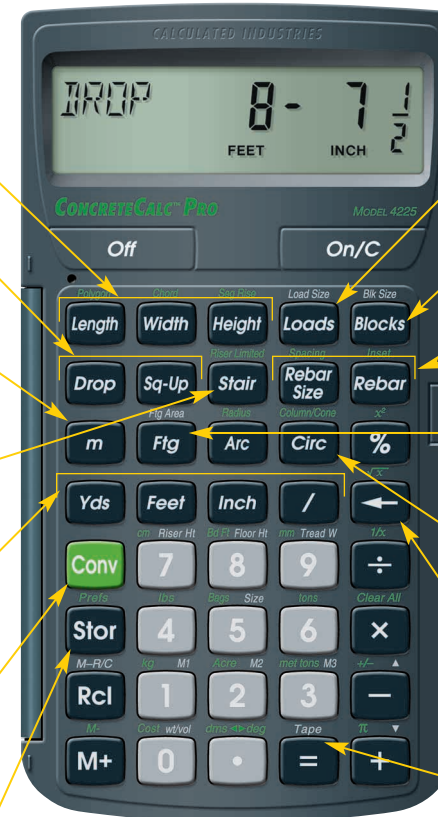 CALCULATED INDUSTRIES
DROP 8 - 7 1/2
FEET INCH
CONCRETECALC™ PRO MODEL 4225
Off On/C
Polygon Chord Seg Rise Load Size Blk Size
Length Width Height Loads Blocks
Riser Limited Spacing Inset
Drop Sq-Up Stair Rebar Size Rebar
Ftg Area Radius Column/Cone x²
m Ftg Arc Circ %
√x
Yds Feet Inch / ←
cm Riser Ht Bd Ft Floor Ht mm Tread W 1/x
Conv 7 8 9 ÷
Prefs lbs Bags Size tons Clear All
Stor 4 5 6 ×
M–R/C kg M1 Acre M2 met tons M3 +/– ▲
Rcl 1 2 3 –
M- Cost wt/vol dms ◄►deg Tape π ▼
M+ 0 • = +